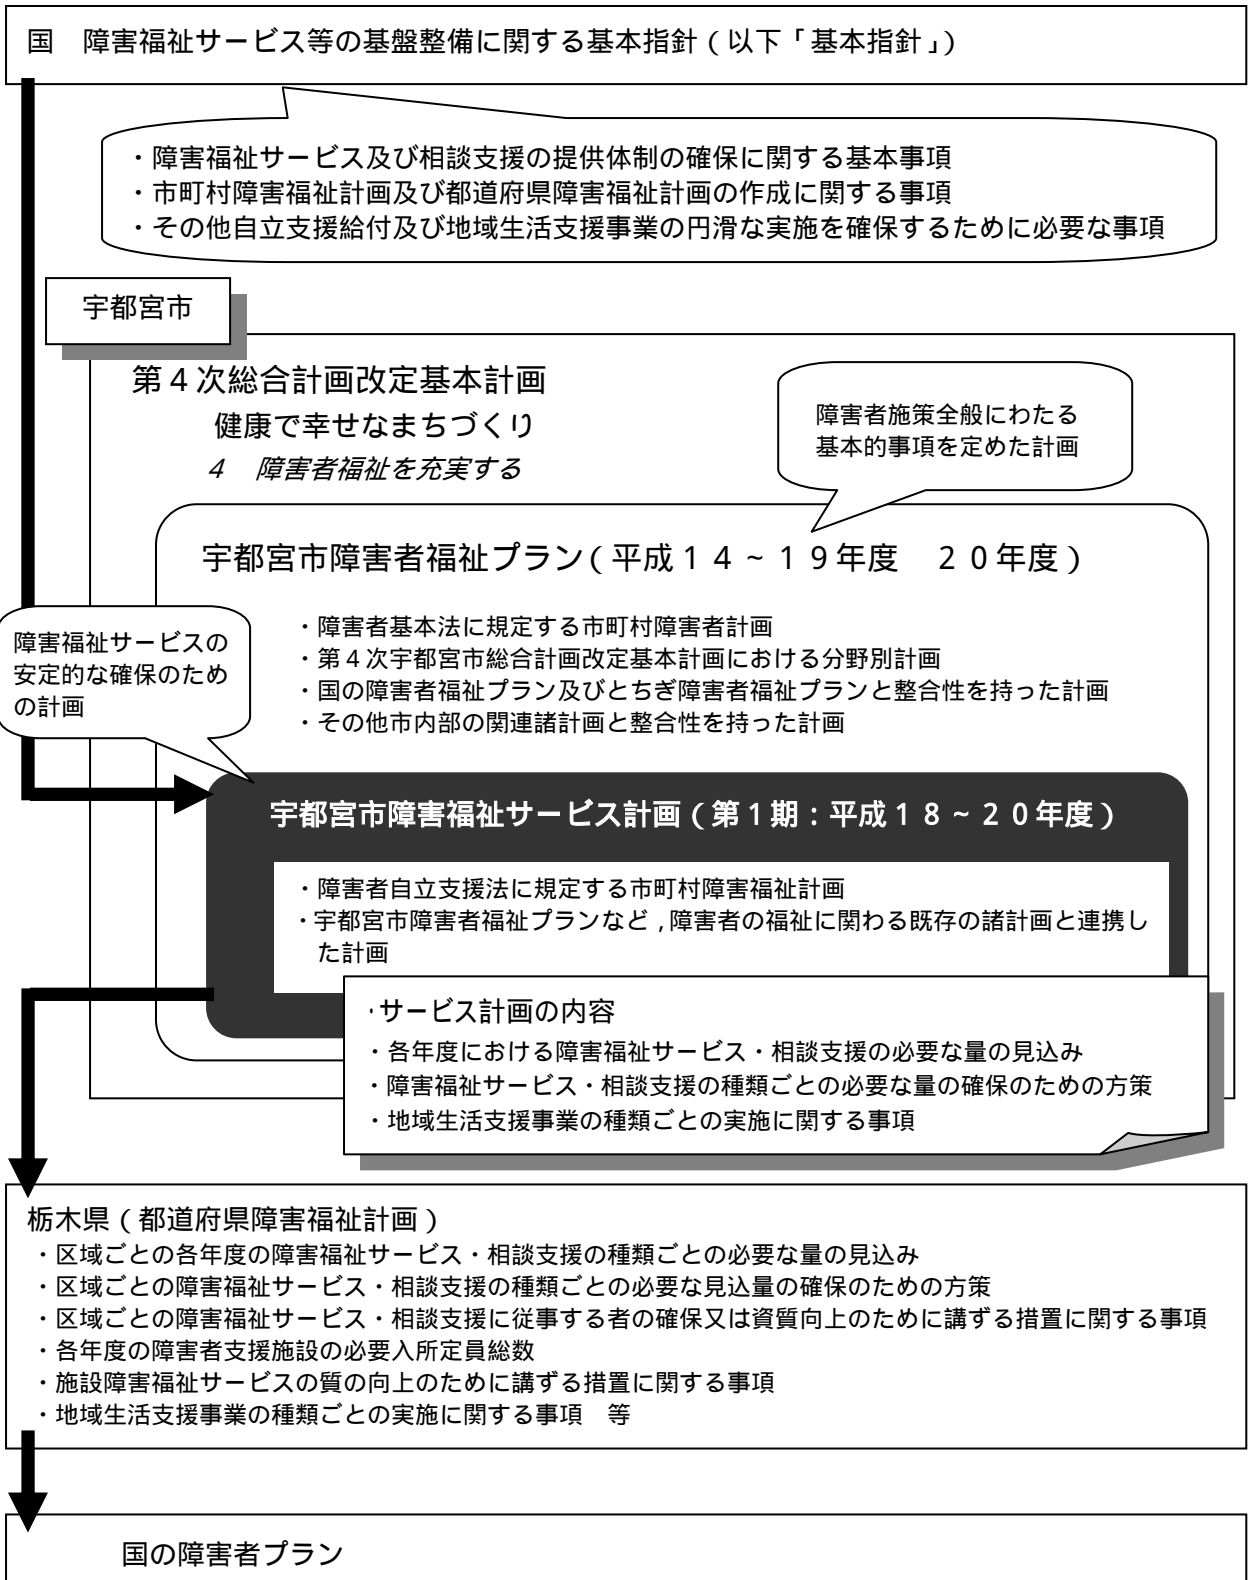 国　障害福祉サービス等の基盤整備に関する基本指針（以下「基本指針」）
・障害福祉サービス及び相談支援の提供体制の確保に関する基本事項
・市町村障害福祉計画及び都道府県障害福祉計画の作成に関する事項
・その他自立支援給付及び地域生活支援事業の円滑な実施を確保するために必要な事項
宇都宮市
第４次総合計画改定基本計画
健康で幸せなまちづくり
４　障害者福祉を充実する
障害者施策全般にわたる
基本的事項を定めた計画
宇都宮市障害者福祉プラン（平成１４～１９年度　２０年度）
・障害者基本法に規定する市町村障害者計画
・第４次宇都宮市総合計画改定基本計画における分野別計画
・国の障害者福祉プラン及びとちぎ障害者福祉プランと整合性を持った計画
・その他市内部の関連諸計画と整合性を持った計画
障害福祉サービスの
安定的な確保のため
の計画
宇都宮市障害福祉サービス計画（第１期：平成１８～２０年度）
・障害者自立支援法に規定する市町村障害福祉計画
・宇都宮市障害者福祉プランなど，障害者の福祉に関わる既存の諸計画と連携し
た計画
・サービス計画の内容
・各年度における障害福祉サービス・相談支援の必要な量の見込み
・障害福祉サービス・相談支援の種類ごとの必要な量の確保のための方策
・地域生活支援事業の種類ごとの実施に関する事項
栃木県（都道府県障害福祉計画）
・区域ごとの各年度の障害福祉サービス・相談支援の種類ごとの必要な量の見込み
・区域ごとの障害福祉サービス・相談支援の種類ごとの必要な見込量の確保のための方策
・区域ごとの障害福祉サービス・相談支援に従事する者の確保又は資質向上のために講ずる措置に関する事項
・各年度の障害者支援施設の必要入所定員総数
・施設障害福祉サービスの質の向上のために講ずる措置に関する事項
・地域生活支援事業の種類ごとの実施に関する事項　等
国の障害者プラン